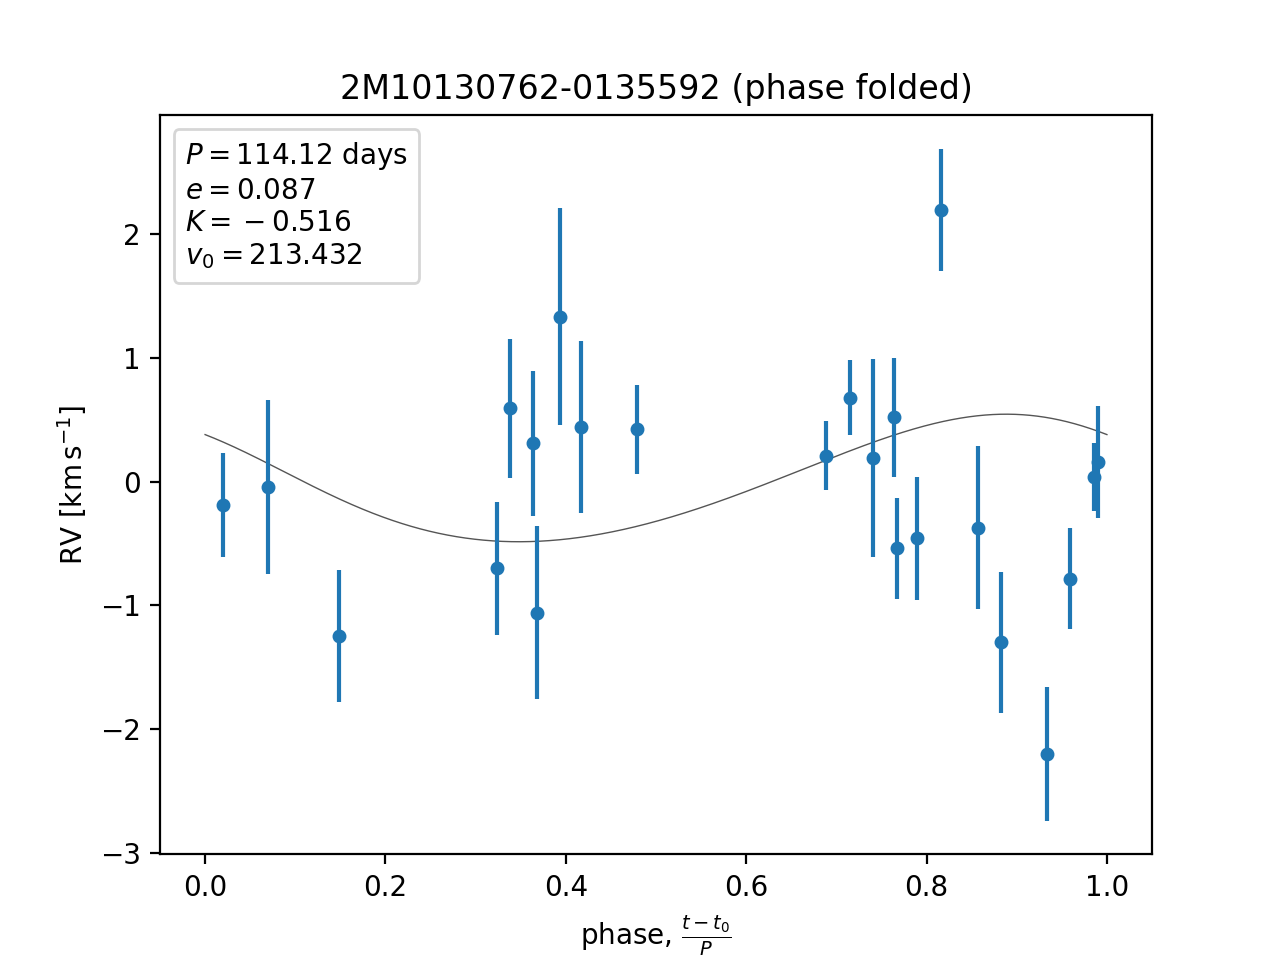 2M10130762-0135592 (phase folded)
P = 114.12 days
e = 0.087
K = −0.516
v₀ = 213.432
2
1
0
−1
−2
−3
RV [km s⁻¹]
0.0 0.2 0.4 0.6 0.8 1.0
phase, (t − t₀)/P